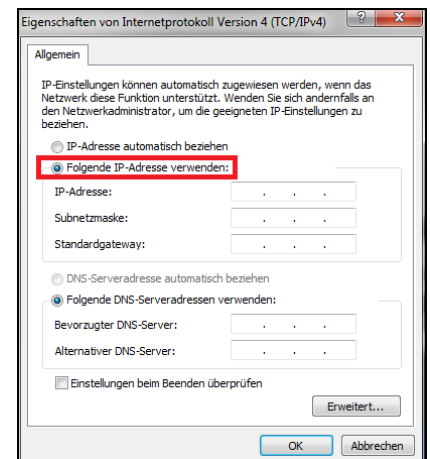 Eigenschaften von Internetprotokoll Version 4 (TCP/IPv4)
Allgemein
IP-Einstellungen können automatisch zugewiesen werden, wenn das
Netzwerk diese Funktion unterstützt. Wenden Sie sich andernfalls an
den Netzwerkadministrator, um die geeigneten IP-Einstellungen zu
beziehen.
IP-Adresse automatisch beziehen
Folgende IP-Adresse verwenden:
IP-Adresse: . . .
Subnetzmaske: . . .
Standardgateway: . . .
DNS-Serveradresse automatisch beziehen
Folgende DNS-Serveradressen verwenden:
Bevorzugter DNS-Server: . . .
Alternativer DNS-Server: . . .
Einstellungen beim Beenden überprüfen
Erweitert...
OK Abbrechen